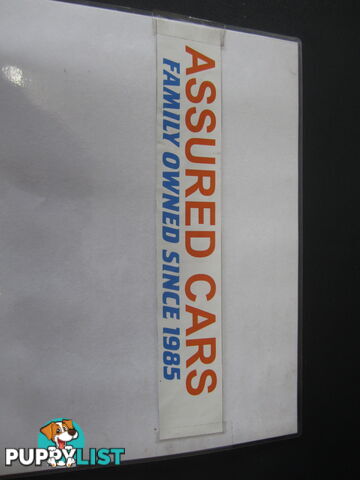 ASSURED CARS
FAMILY OWNED SINCE 1985
PUPPYLIST